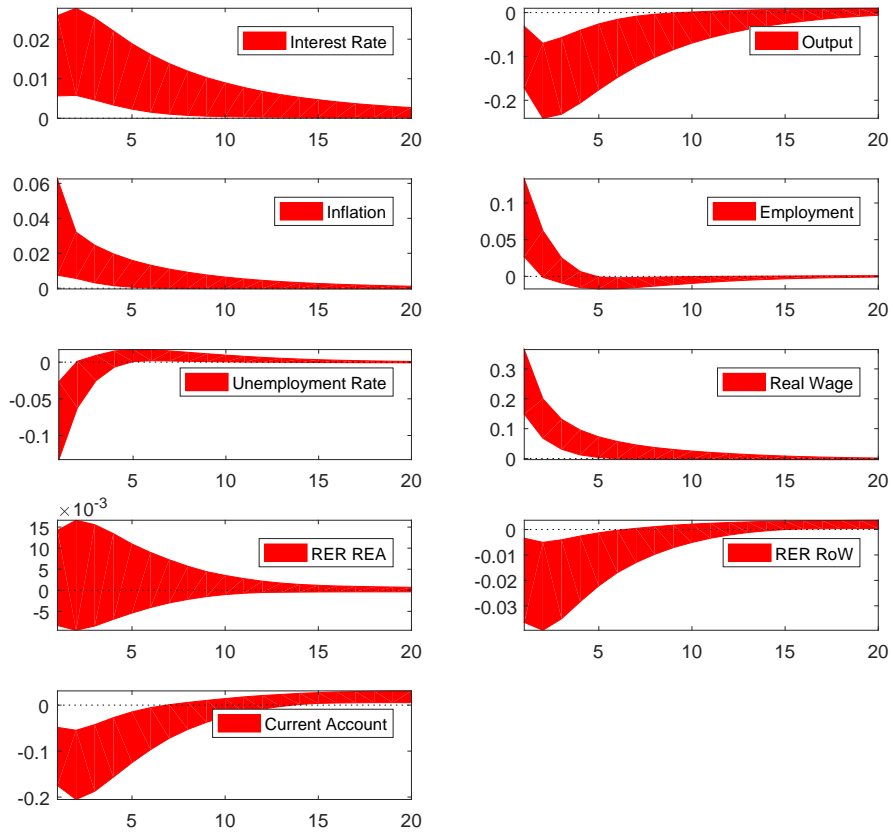 Interest Rate
0.02
0.01
0
5 10 15 20
Output
0
-0.1
-0.2
5 10 15 20
Inflation
0.06
0.04
0.02
0
5 10 15 20
Employment
0.1
0.05
0
5 10 15 20
Unemployment Rate
0
-0.05
-0.1
5 10 15 20
Real Wage
0.3
0.2
0.1
0
5 10 15 20
×10⁻³
RER REA
15
10
5
0
-5
5 10 15 20
RER RoW
0
-0.01
-0.02
-0.03
5 10 15 20
Current Account
0
-0.1
-0.2
5 10 15 20